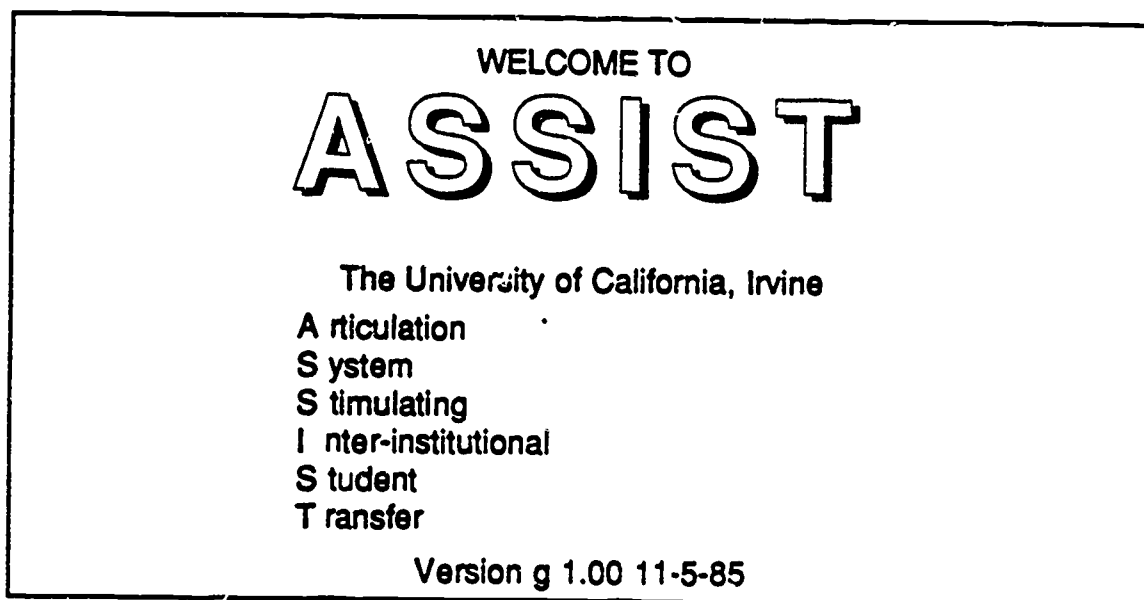 WELCOME TO
ASSIST
The University of California, Irvine
A rticulation
S ystem
S timulating
I nter-institutional
S tudent
T ransfer
Version g 1.00 11-5-85